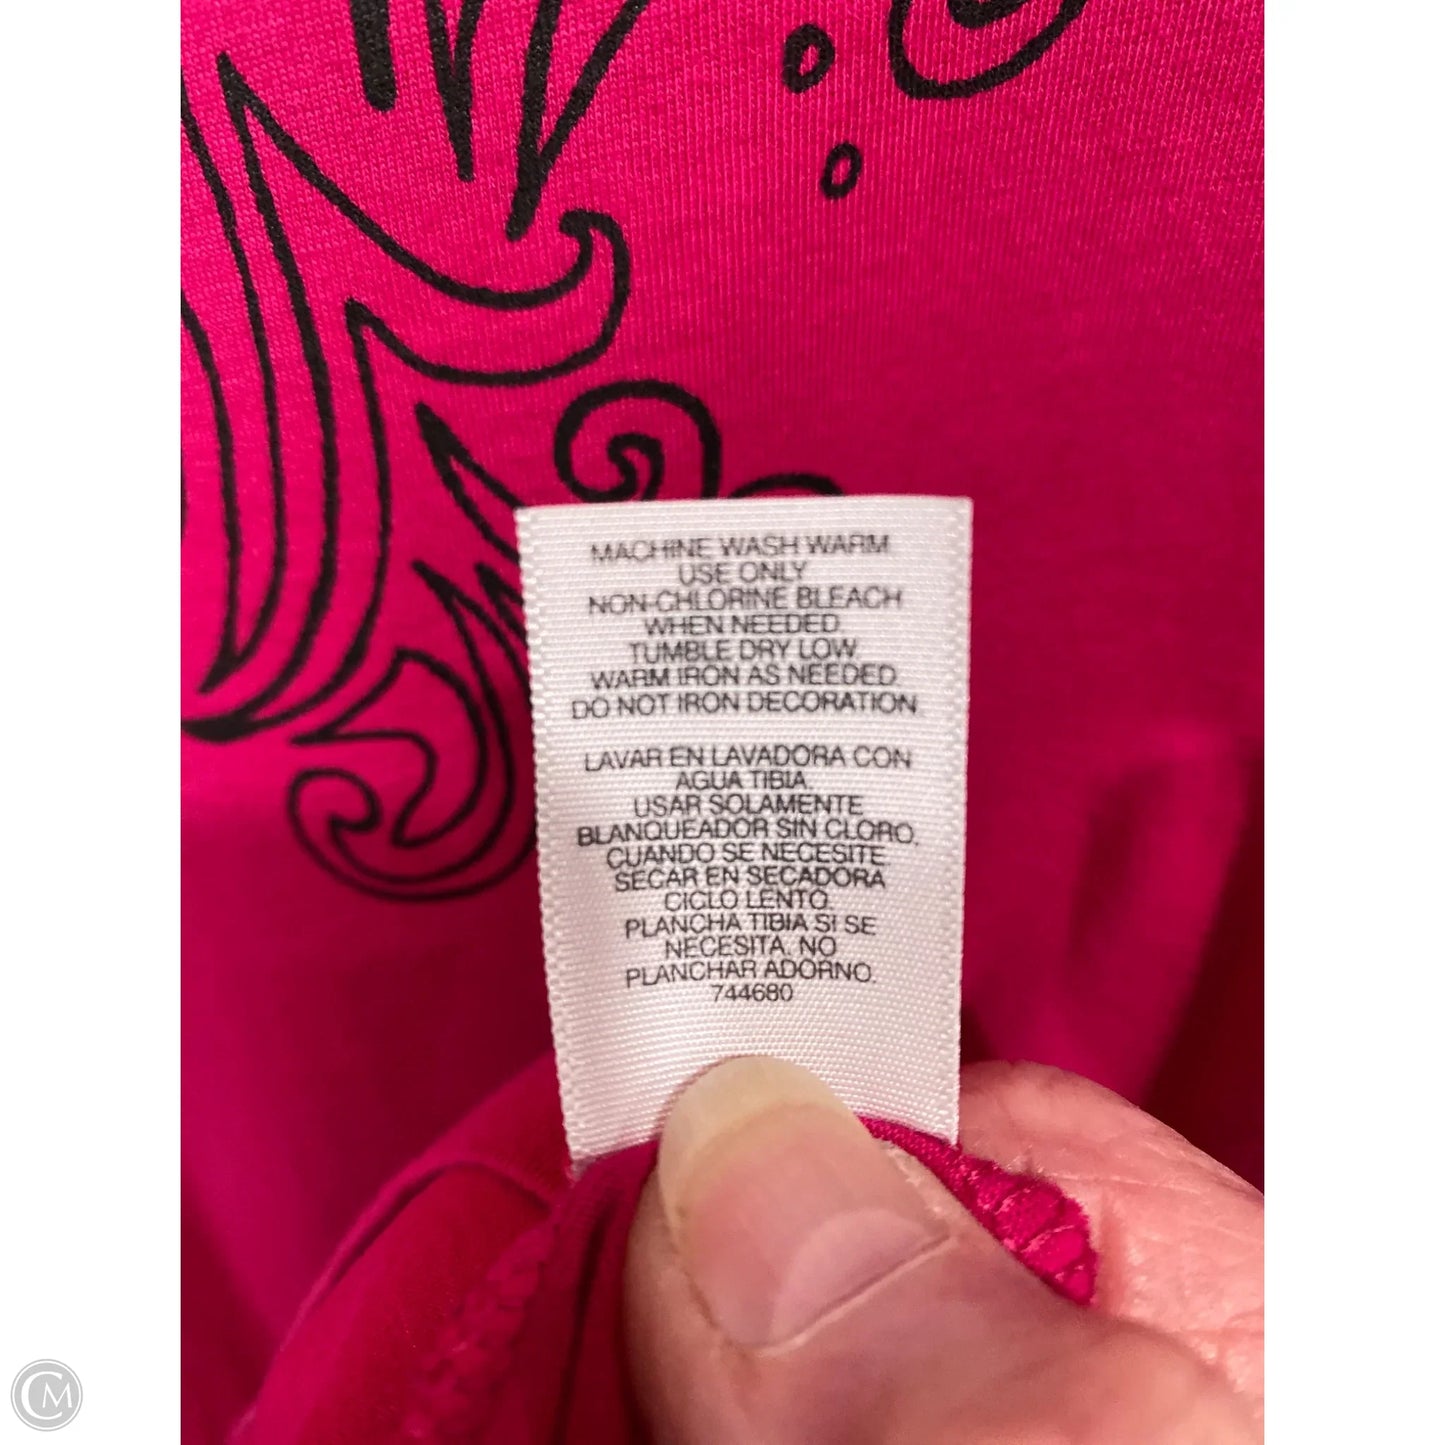 MACHINE WASH WARM
USE ONLY
NON-CHLORINE BLEACH
WHEN NEEDED.
TUMBLE DRY LOW.
WARM IRON AS NEEDED.
DO NOT IRON DECORATION.
LAVAR EN LAVADORA CON
AGUA TIBIA.
USAR SOLAMENTE
BLANQUEADOR SIN CLORO,
CUANDO SE NECESITE
SECAR EN SECADORA
CICLO LENTO.
PLANCHA TIBIA SI SE
NECESITA. NO
PLANCHAR ADORNO.
744680
CM